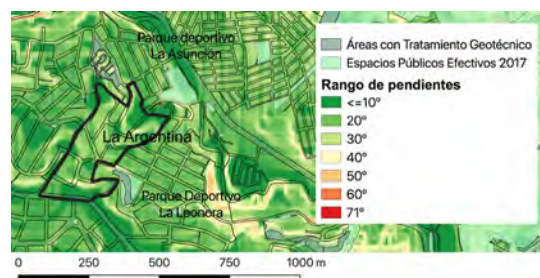 Parque deportivo
La Asunción
La Argentina
Parque Deportivo
La Leonora
Áreas con Tratamiento Geotécnico
Espacios Públicos Efectivos 2017
Rango de pendientes
<=10°
20°
30°
40°
50°
60°
71°
0 250 500 750 1000 m